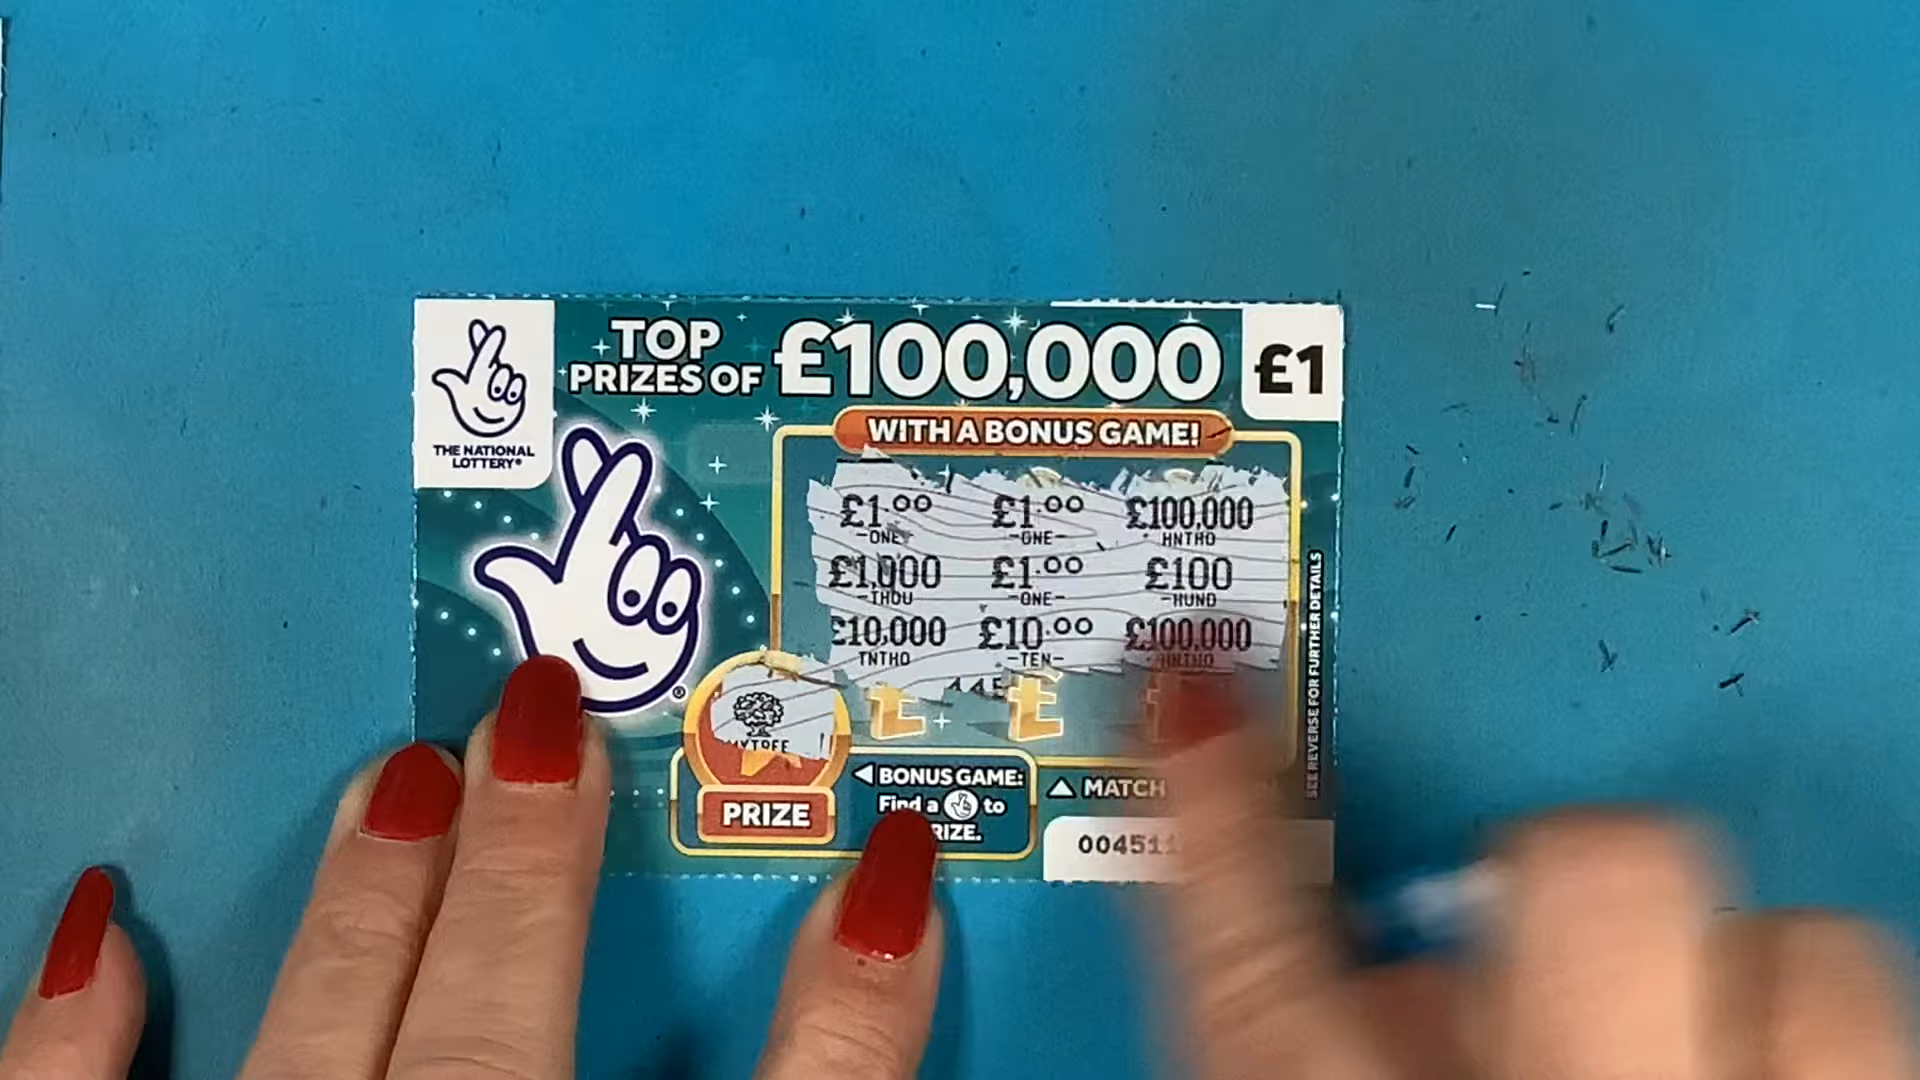 TOP
PRIZES OF
£100,000
£1
THE NATIONAL
LOTTERY®
WITH A BONUS GAME!
£1.00 £1.00 £100,000
-ONE- -ONE- HNTHO
£1,000 £1.00 £100
-THOU -ONE- -HUND
£10,000 £10.00 £100,000
TNTHO -TEN- HNTHO
®
SEE REVERSE FOR FURTHER DETAILS
PRIZE
BONUS GAME:
Find a to
MATCH